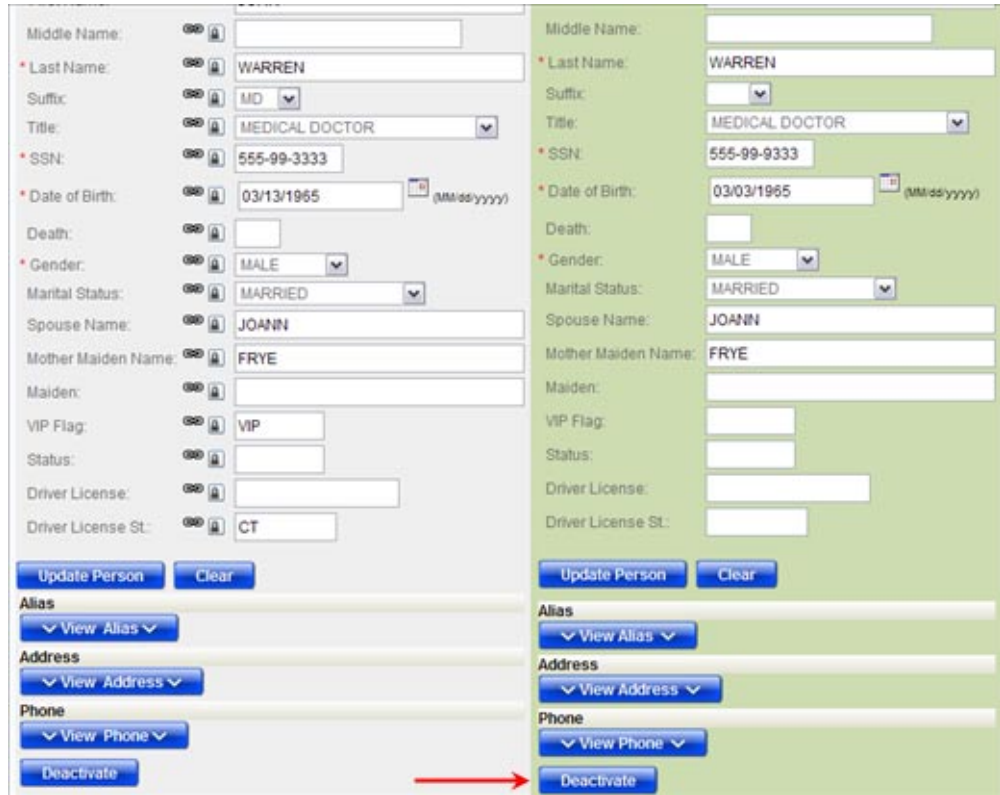 Middle Name:
* Last Name: WARREN
Suffix: MD
Title: MEDICAL DOCTOR
* SSN: 555-99-3333
* Date of Birth: 03/13/1965 (MM/dd/yyyy)
Death:
* Gender: MALE
Marital Status: MARRIED
Spouse Name: JOANN
Mother Maiden Name: FRYE
Maiden:
VIP Flag: VIP
Status:
Driver License:
Driver License St.: CT
Update Person Clear
Alias
View Alias
Address
View Address
Phone
View Phone
Deactivate
Middle Name:
* Last Name: WARREN
Suffix:
Title: MEDICAL DOCTOR
* SSN: 555-99-9333
* Date of Birth: 03/03/1965 (MM/dd/yyyy)
Death:
* Gender: MALE
Marital Status: MARRIED
Spouse Name: JOANN
Mother Maiden Name: FRYE
Maiden:
VIP Flag:
Status:
Driver License:
Driver License St.:
Update Person Clear
Alias
View Alias
Address
View Address
Phone
View Phone
Deactivate